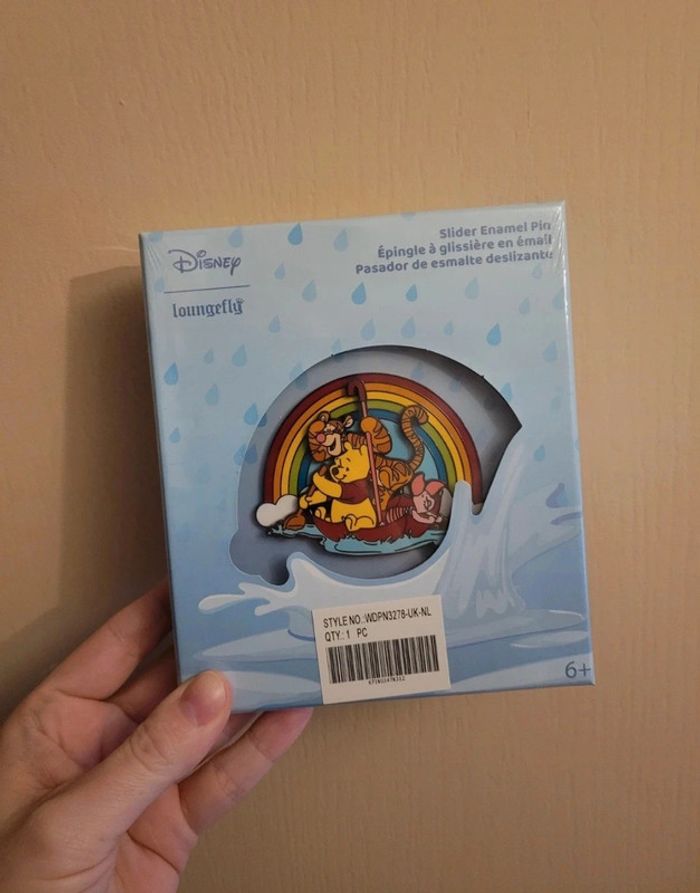 Disney
loungefly
Slider Enamel Pin
Épingle à glissière en émail
Pasador de esmalte deslizante
STYLE NO.:WDPN3278-UK-NL
QTY.: 1 PC
6+